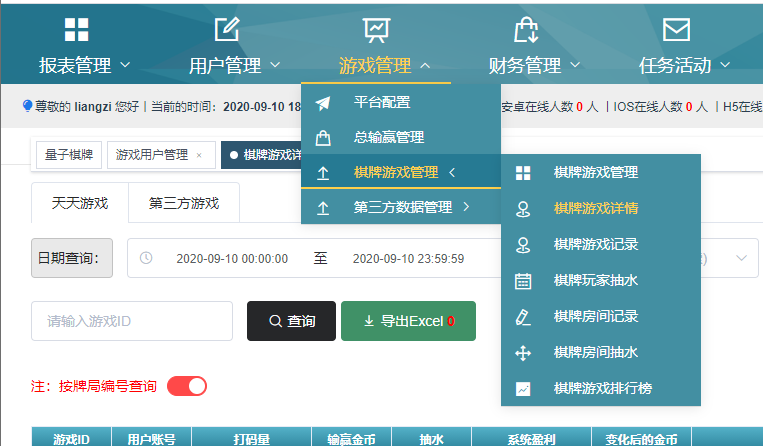 报表管理 用户管理 游戏管理 财务管理 任务活动
尊敬的 liangzi 您好丨当前的时间：2020-09-10 18
安卓在线人数 0 人 丨IOS在线人数 0 人 丨H5在线
平台配置
总输赢管理
棋牌游戏管理
第三方数据管理
棋牌游戏管理
棋牌游戏详情
棋牌游戏记录
棋牌玩家抽水
棋牌房间记录
棋牌房间抽水
棋牌游戏排行榜
量子棋牌 游戏用户管理 × 棋牌游戏详
天天游戏 第三方游戏
日期查询： 2020-09-10 00:00:00 至 2020-09-10 23:59:59
请输入游戏ID 查询 导出Excel 0
注：按牌局编号查询
游戏ID 用户账号 打码量 输赢金币 抽水 系统盈利 变化后的金币